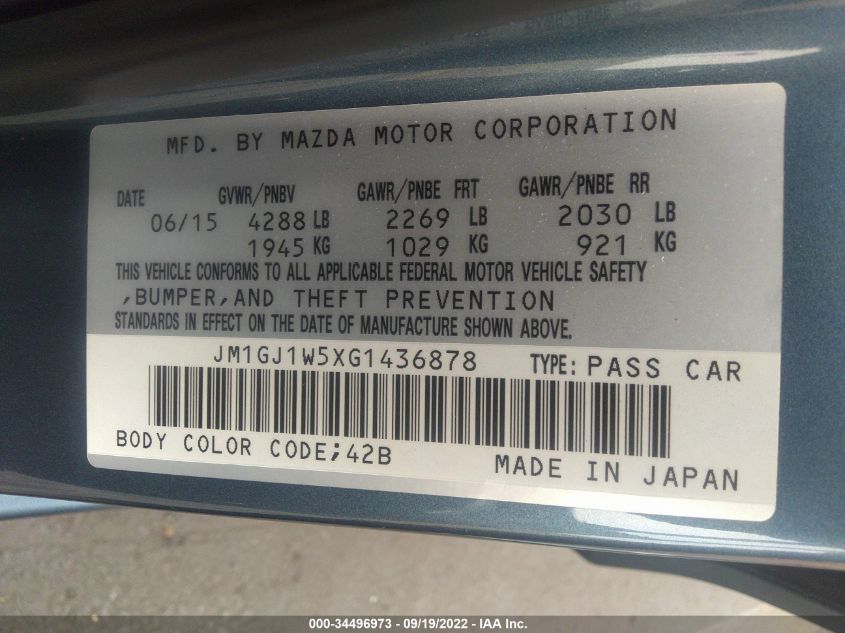 MFD. BY MAZDA MOTOR CORPORATION
DATE GVWR/PNBV GAWR/PNBE FRT GAWR/PNBE RR
06/15 4288 LB 2269 LB 2030 LB
1945 KG 1029 KG 921 KG
THIS VEHICLE CONFORMS TO ALL APPLICABLE FEDERAL MOTOR VEHICLE SAFETY
,BUMPER,AND THEFT PREVENTION
STANDARDS IN EFFECT ON THE DATE OF MANUFACTURE SHOWN ABOVE.
JM1GJ1W5XG1436878 TYPE: PASS CAR
BODY COLOR CODE;42B MADE IN JAPAN
000-34496973 - 09/19/2022 - IAA Inc.